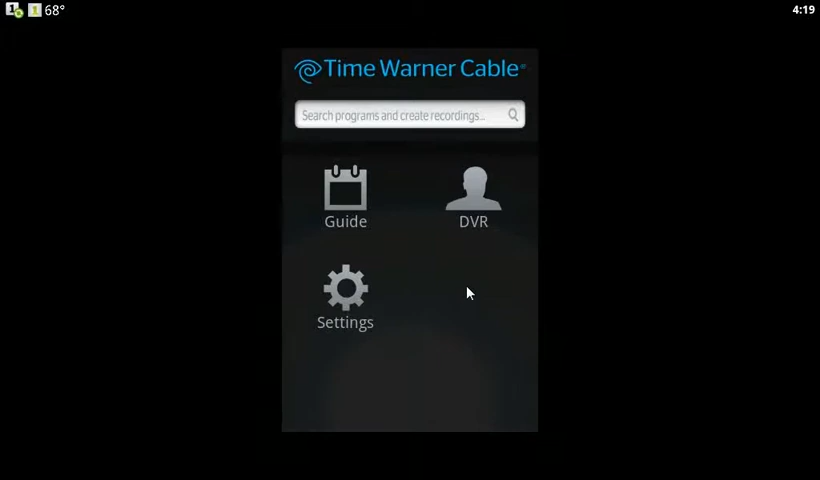 68°
4:19
Time Warner Cable®
Search programs and create recordings...
Guide
DVR
Settings